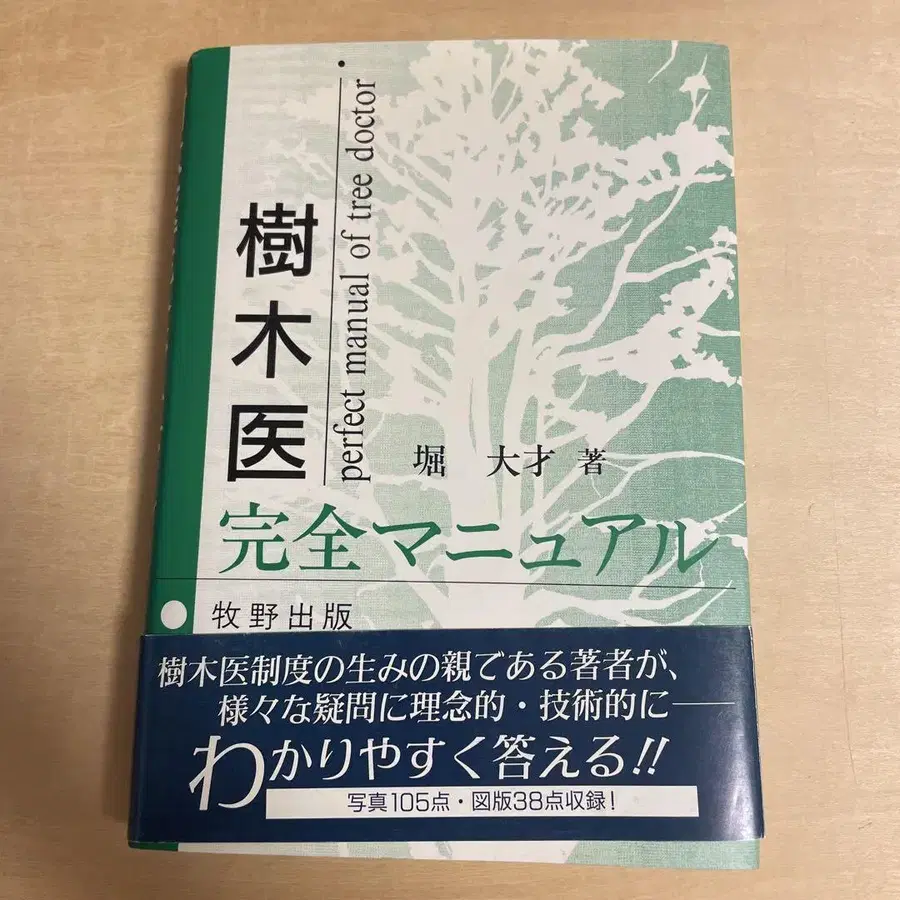 樹木医
perfect manual of tree doctor
堀 大才 著
完全マニュアル
牧野出版
樹木医制度の生みの親である著者が、
様々な疑問に理念的・技術的に──
わかりやすく答える!!
写真105点・図版38点収録!